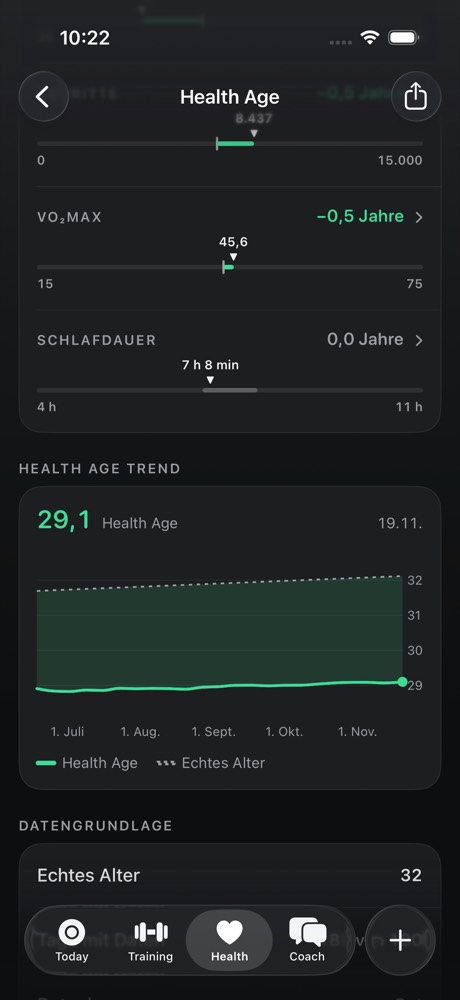 10:22
Health Age
8.437
0 15.000
VO₂MAX −0,5 Jahre
45,6
15 75
SCHLAFDAUER 0,0 Jahre
7 h 8 min
4 h 11 h
HEALTH AGE TREND
29,1 Health Age 19.11.
32
31
30
29
1. Juli 1. Aug. 1. Sept. 1. Okt. 1. Nov.
Health Age Echtes Alter
DATENGRUNDLAGE
Echtes Alter 32
Today Training Health Coach